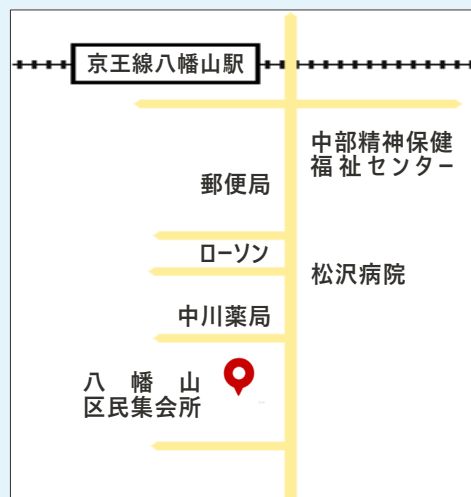 京王線八幡山駅
中部精神保健
福祉センター
郵便局
ローソン
松沢病院
中川薬局
八幡山
区民集会所